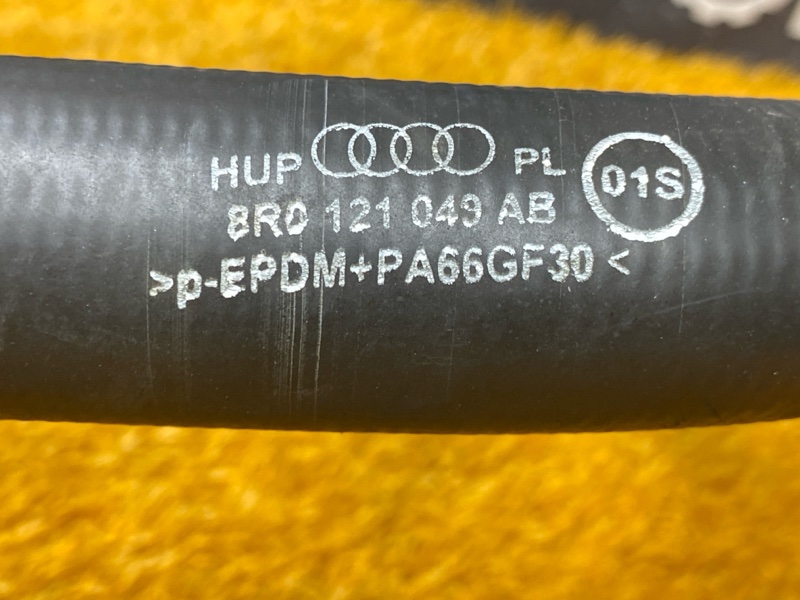 HUP PL 01S
8R0 121 049 AB
>p-EPDM+PA66GF30 <